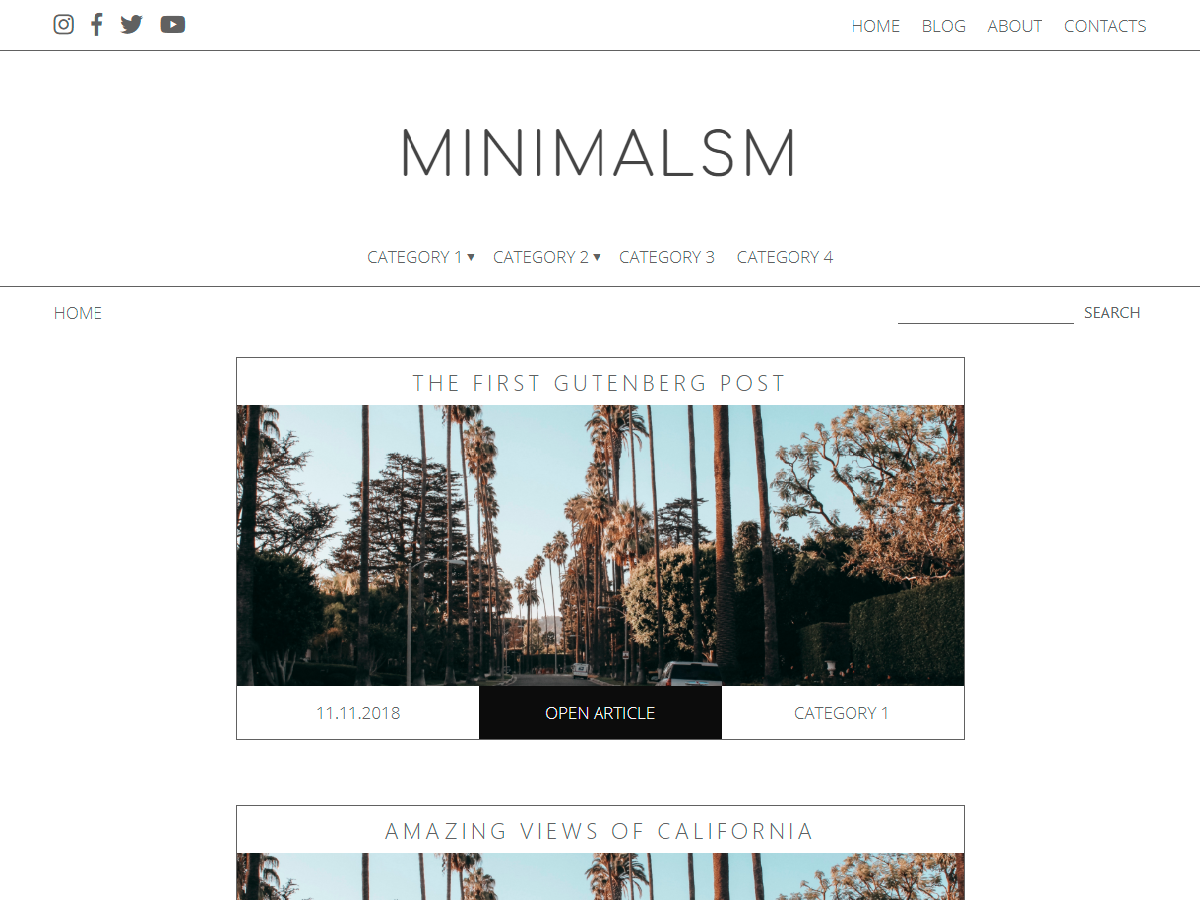 HOME BLOG ABOUT CONTACTS
MINIMALSM
CATEGORY 1 ▾ CATEGORY 2 ▾ CATEGORY 3 CATEGORY 4
HOME SEARCH
THE FIRST GUTENBERG POST
11.11.2018 OPEN ARTICLE CATEGORY 1
AMAZING VIEWS OF CALIFORNIA